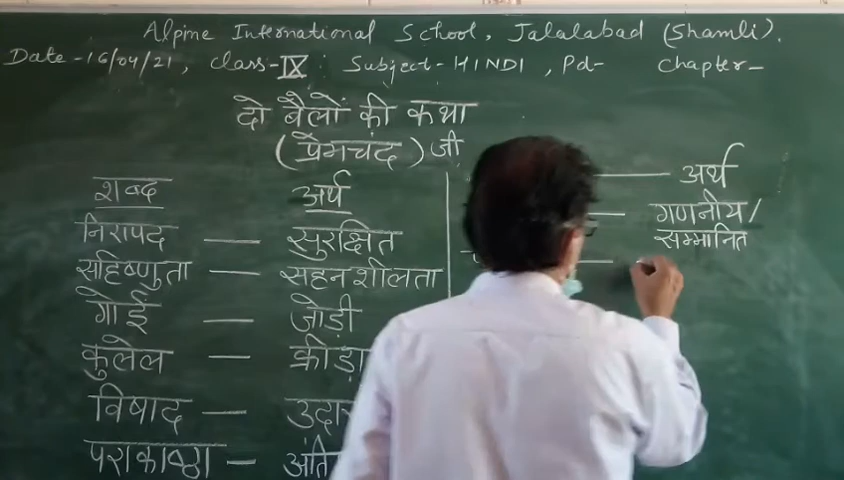 Alpine International School, Jalalabad (Shamli).
Date-16/04/21, Class-IX Subject-HINDI, Pd- Chapter-
दो बैलों की कथा
(प्रेमचंद) जी
शब्द अर्थ
निरापद — सुरक्षित
सहिष्णुता — सहनशीलता
गोई — जोड़ी
कुलेल — क्रीड़ा
विषाद —
पराकाष्ठा —
— अर्थ
— गणनीय/
सम्मानित
—